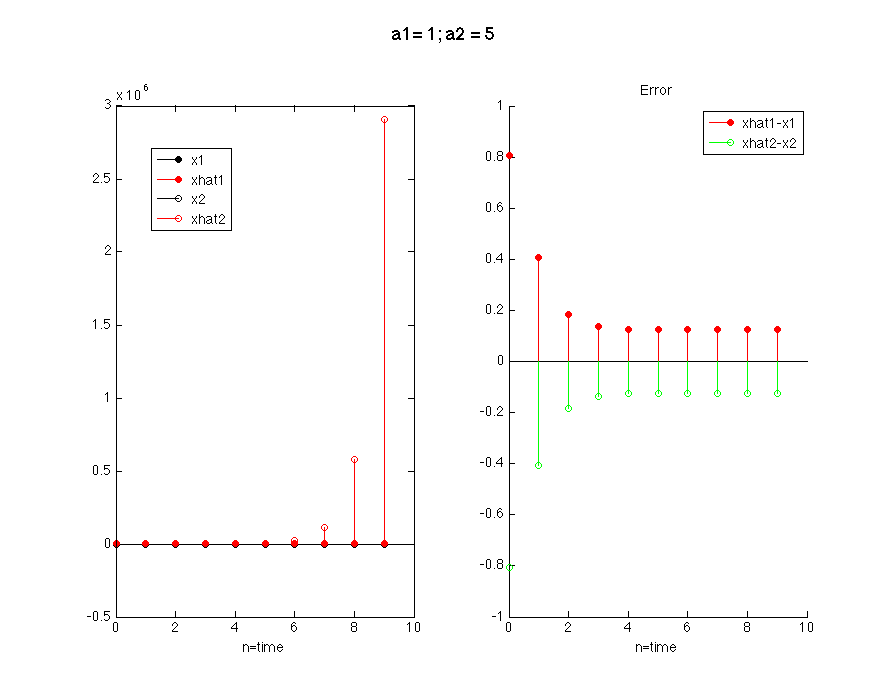 a1= 1; a2 = 5
3 x 10^6
2.5
2
1.5
1
0.5
0
-0.5
0 2 4 6 8 10
n=time
x1
xhat1
x2
xhat2
Error
1
0.8
0.6
0.4
0.2
0
-0.2
-0.4
-0.6
-0.8
-1
0 2 4 6 8 10
n=time
xhat1-x1
xhat2-x2